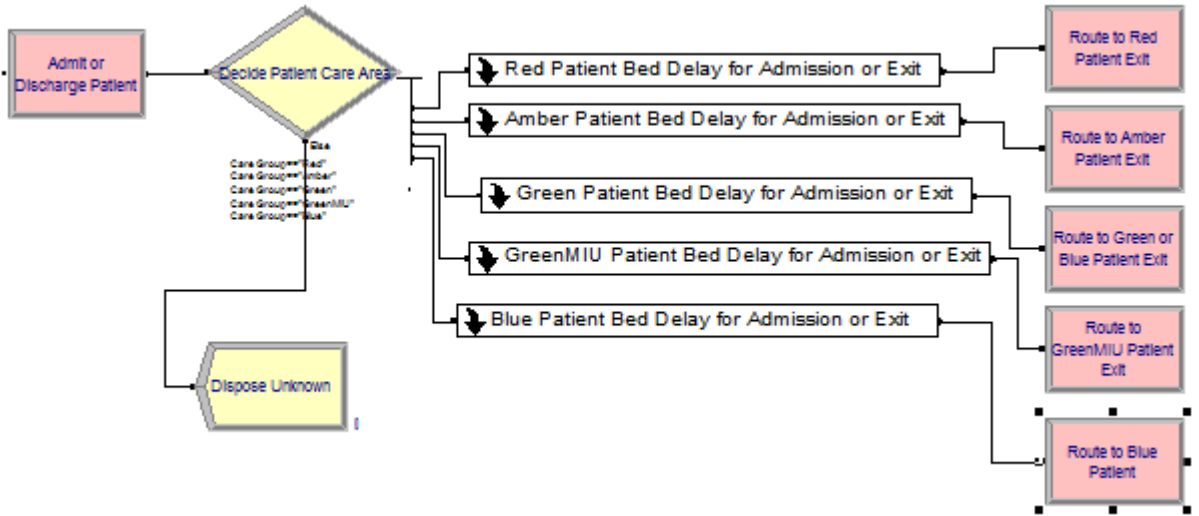 Admit or
Discharge Patient
Decide Patient Care Area
Else
Care Group=="Red"
Care Group=="Amber"
Care Group=="Green"
Care Group=="GreenMIU"
Care Group=="Blue"
Dispose Unknown
0
Red Patient Bed Delay for Admission or Exit
Amber Patient Bed Delay for Admission or Exit
Green Patient Bed Delay for Admission or Exit
GreenMIU Patient Bed Delay for Admission or Exit
Blue Patient Bed Delay for Admission or Exit
Route to Red
Patient Exit
Route to Amber
Patient Exit
Route to Green or
Blue Patient Exit
Route to
GreenMIU Patient
Exit
Route to Blue
Patient